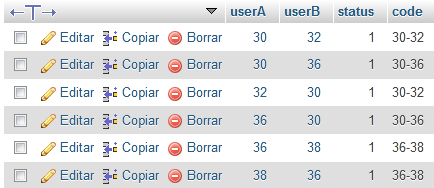 userA userB status code
Editar Copiar Borrar 30 32 1 30-32
Editar Copiar Borrar 30 36 1 30-36
Editar Copiar Borrar 32 30 1 30-32
Editar Copiar Borrar 36 30 1 30-36
Editar Copiar Borrar 36 38 1 36-38
Editar Copiar Borrar 38 36 1 36-38